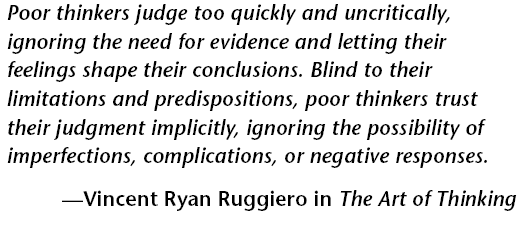 Poor thinkers judge too quickly and uncritically,
ignoring the need for evidence and letting their
feelings shape their conclusions. Blind to their
limitations and predispositions, poor thinkers trust
their judgment implicitly, ignoring the possibility of
imperfections, complications, or negative responses.
—Vincent Ryan Ruggiero in The Art of Thinking